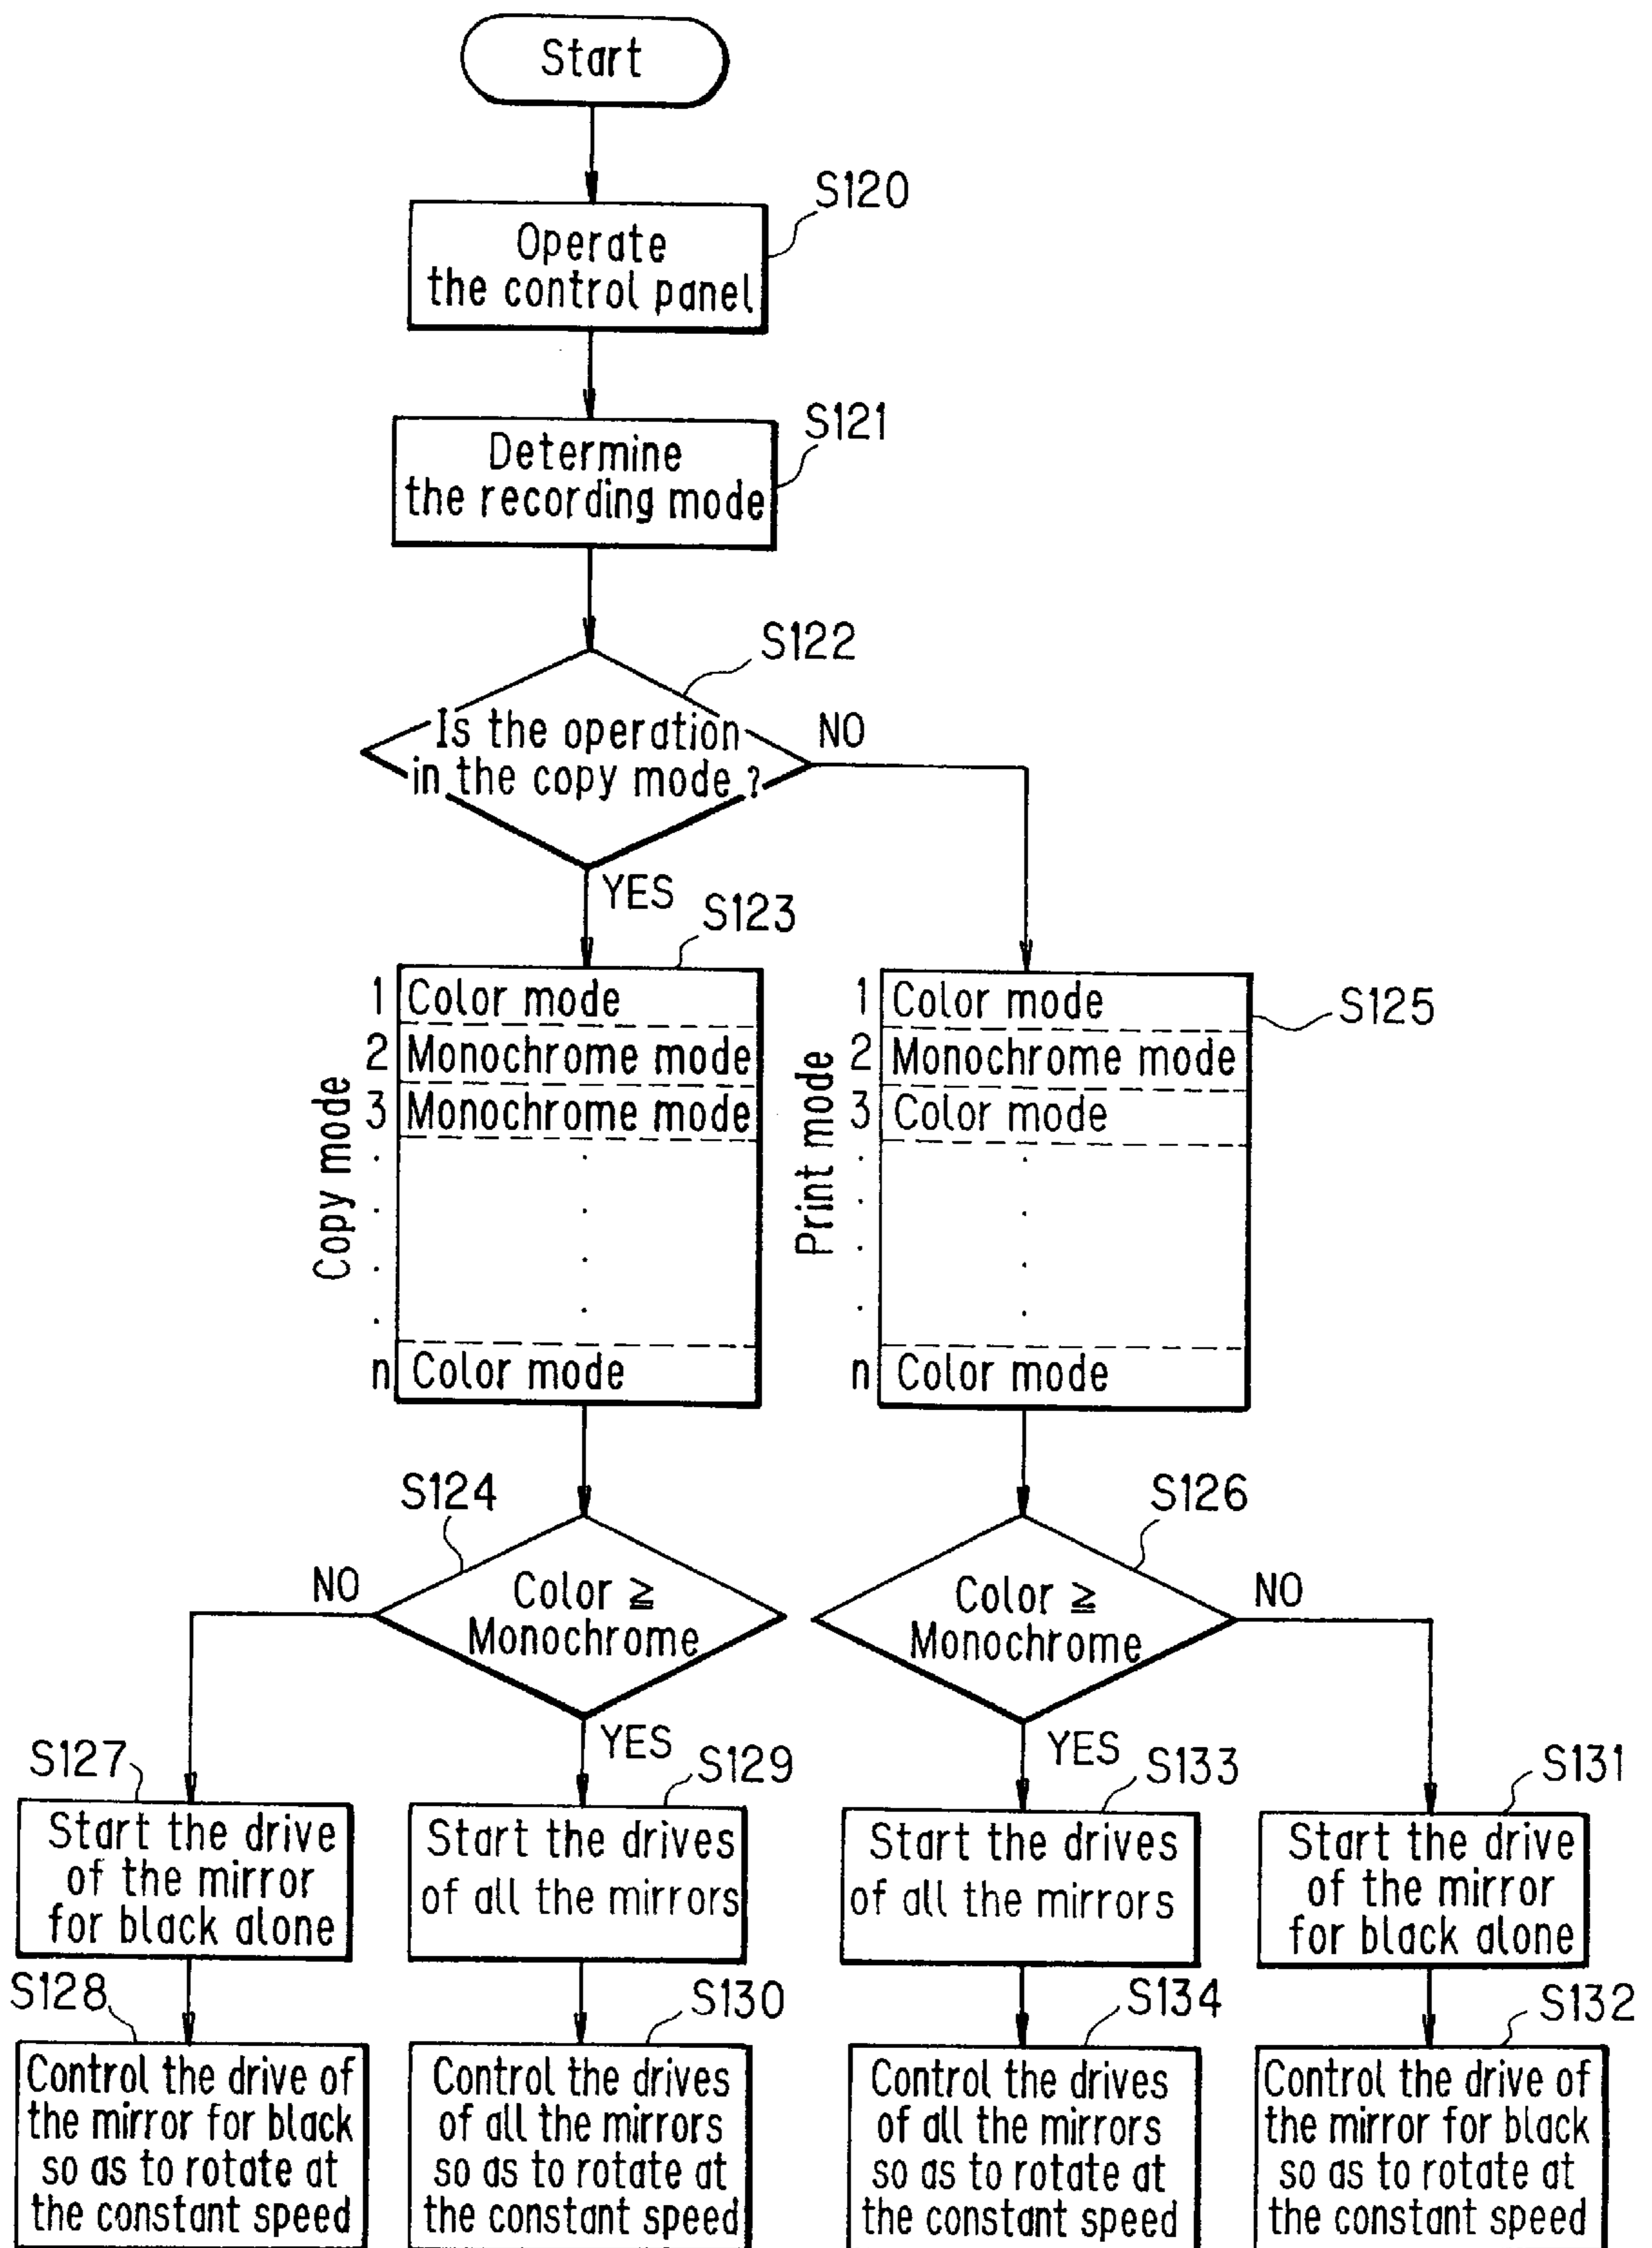 Start
S120
Operate
the control panel
S121
Determine
the recording mode
S122
Is the operation
in the copy mode ?
NO
YES
S123
Copy mode
1 Color mode
2 Monochrome mode
3 Monochrome mode
n Color mode
S125
Print mode
1 Color mode
2 Monochrome mode
3 Color mode
n Color mode
S124
Color ≧
Monochrome
NO
YES
S126
Color ≧
Monochrome
NO
YES
S127
Start the drive
of the mirror
for black alone
S129
Start the drives
of all the mirrors
S133
Start the drives
of all the mirrors
S131
Start the drive
of the mirror
for black alone
S128
Control the drive of
the mirror for black
so as to rotate at
the constant speed
S130
Control the drives
of all the mirrors
so as to rotate at
the constant speed
S134
Control the drives
of all the mirrors
so as to rotate at
the constant speed
S132
Control the drive of
the mirror for black
so as to rotate at
the constant speed